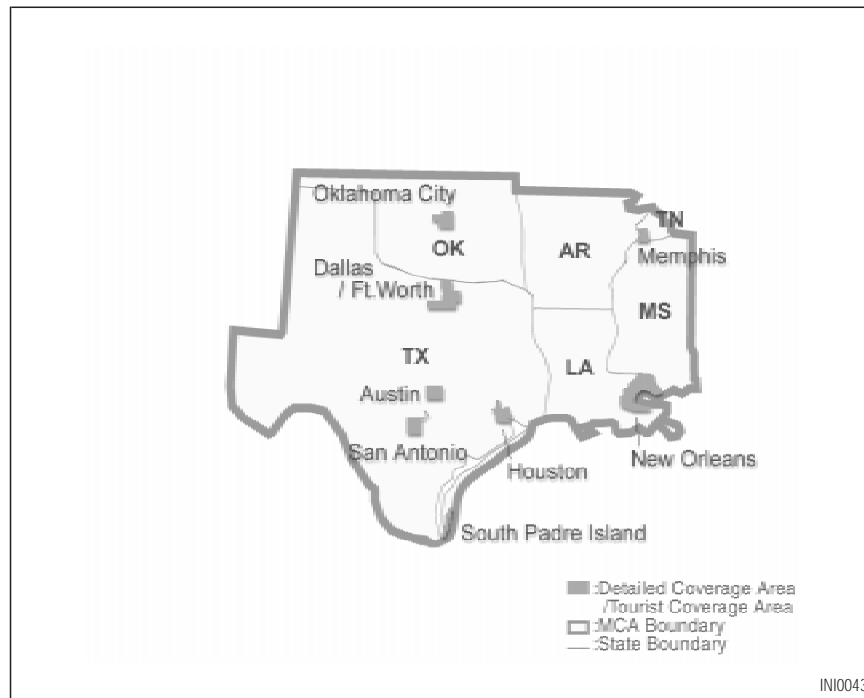 Oklahoma City
TN
OK
AR
Memphis
Dallas
/ Ft.Worth
MS
TX
LA
Austin
San Antonio
Houston
New Orleans
South Padre Island
:Detailed Coverage Area
/Tourist Coverage Area
:MCA Boundary
:State Boundary
INI0043